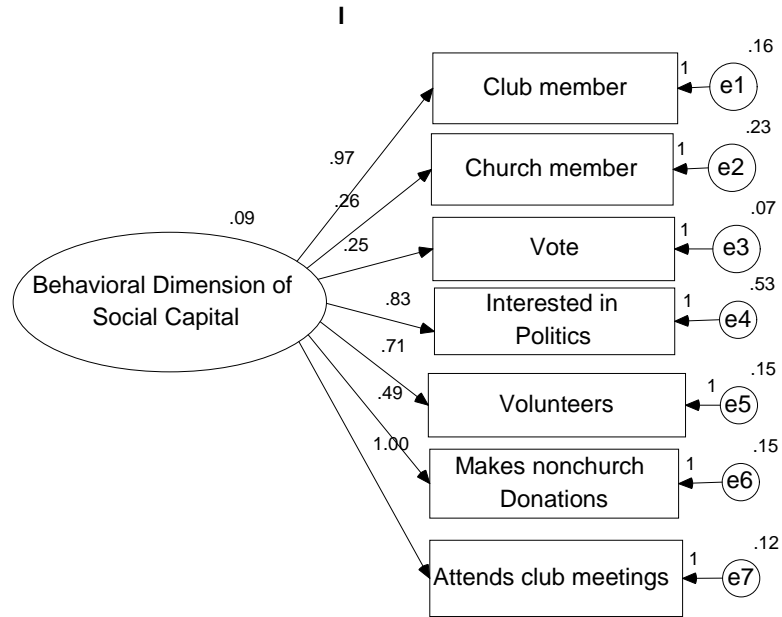 I
.16
1
Club member
e1
.23
.97
1
Church member
e2
.26
.07
.09
.25
1
Vote
e3
Behavioral Dimension of
Social Capital
.83
Interested in
Politics
1
.53
e4
.71
.15
.49
Volunteers
1
e5
.15
1.00
Makes nonchurch
Donations
1
e6
.12
Attends club meetings
1
e7